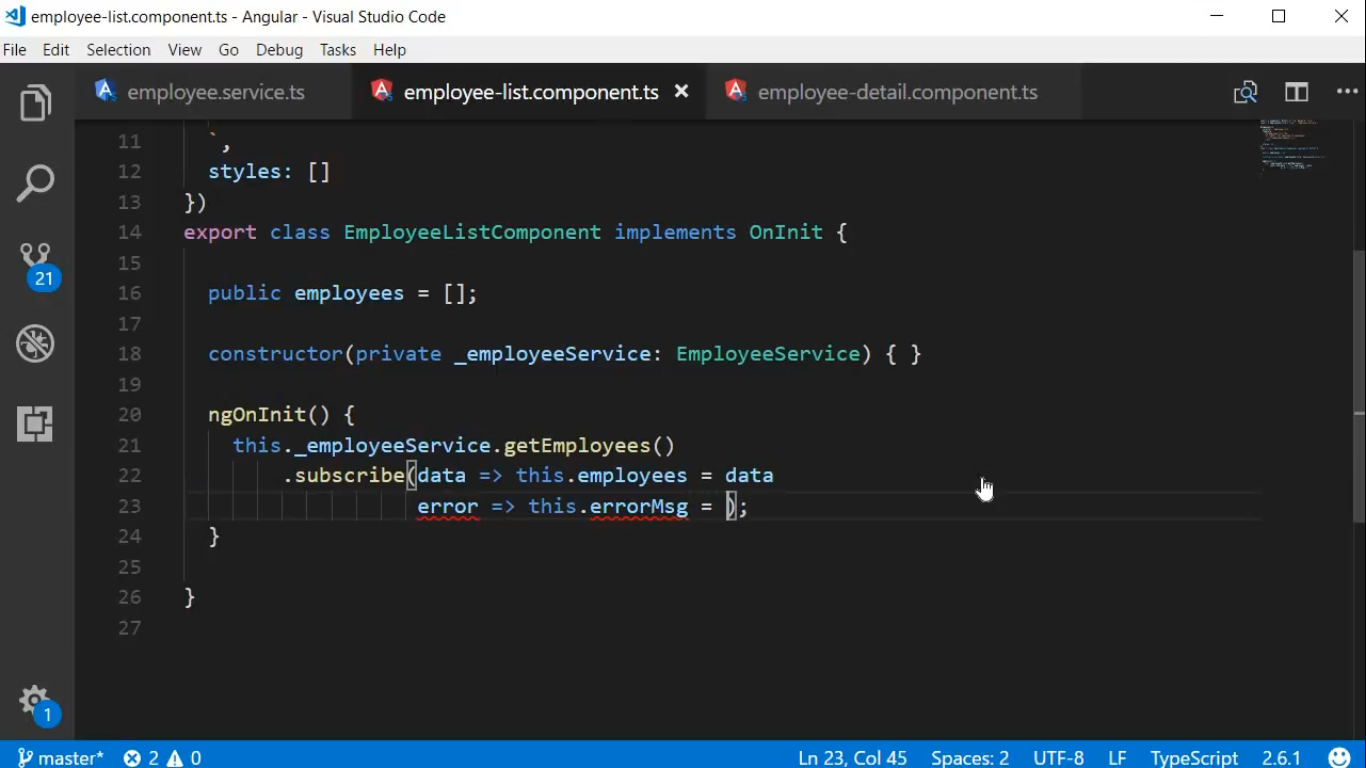 employee-list.component.ts - Angular - Visual Studio Code
File Edit Selection View Go Debug Tasks Help
employee.service.ts employee-list.component.ts employee-detail.component.ts
11 `,
12 styles: []
13 })
14 export class EmployeeListComponent implements OnInit {
15
16 public employees = [];
17
18 constructor(private _employeeService: EmployeeService) { }
19
20 ngOnInit() {
21 this._employeeService.getEmployees()
22 .subscribe(data => this.employees = data
23 error => this.errorMsg = );
24 }
25
26 }
27
21
1
master* 2 0 Ln 23, Col 45 Spaces: 2 UTF-8 LF TypeScript 2.6.1